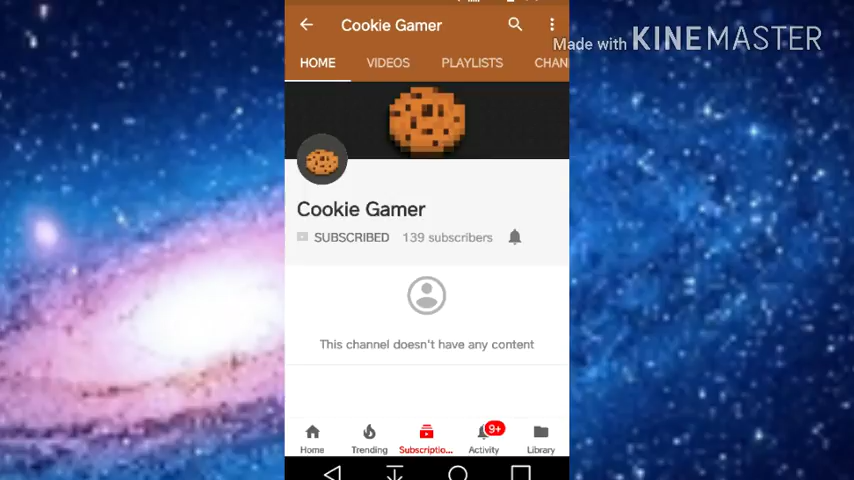 Cookie Gamer
Made with KINEMASTER
HOME VIDEOS PLAYLISTS CHAN
Cookie Gamer
SUBSCRIBED 139 subscribers
This channel doesn't have any content
9+
Home Trending Subscriptio... Activity Library